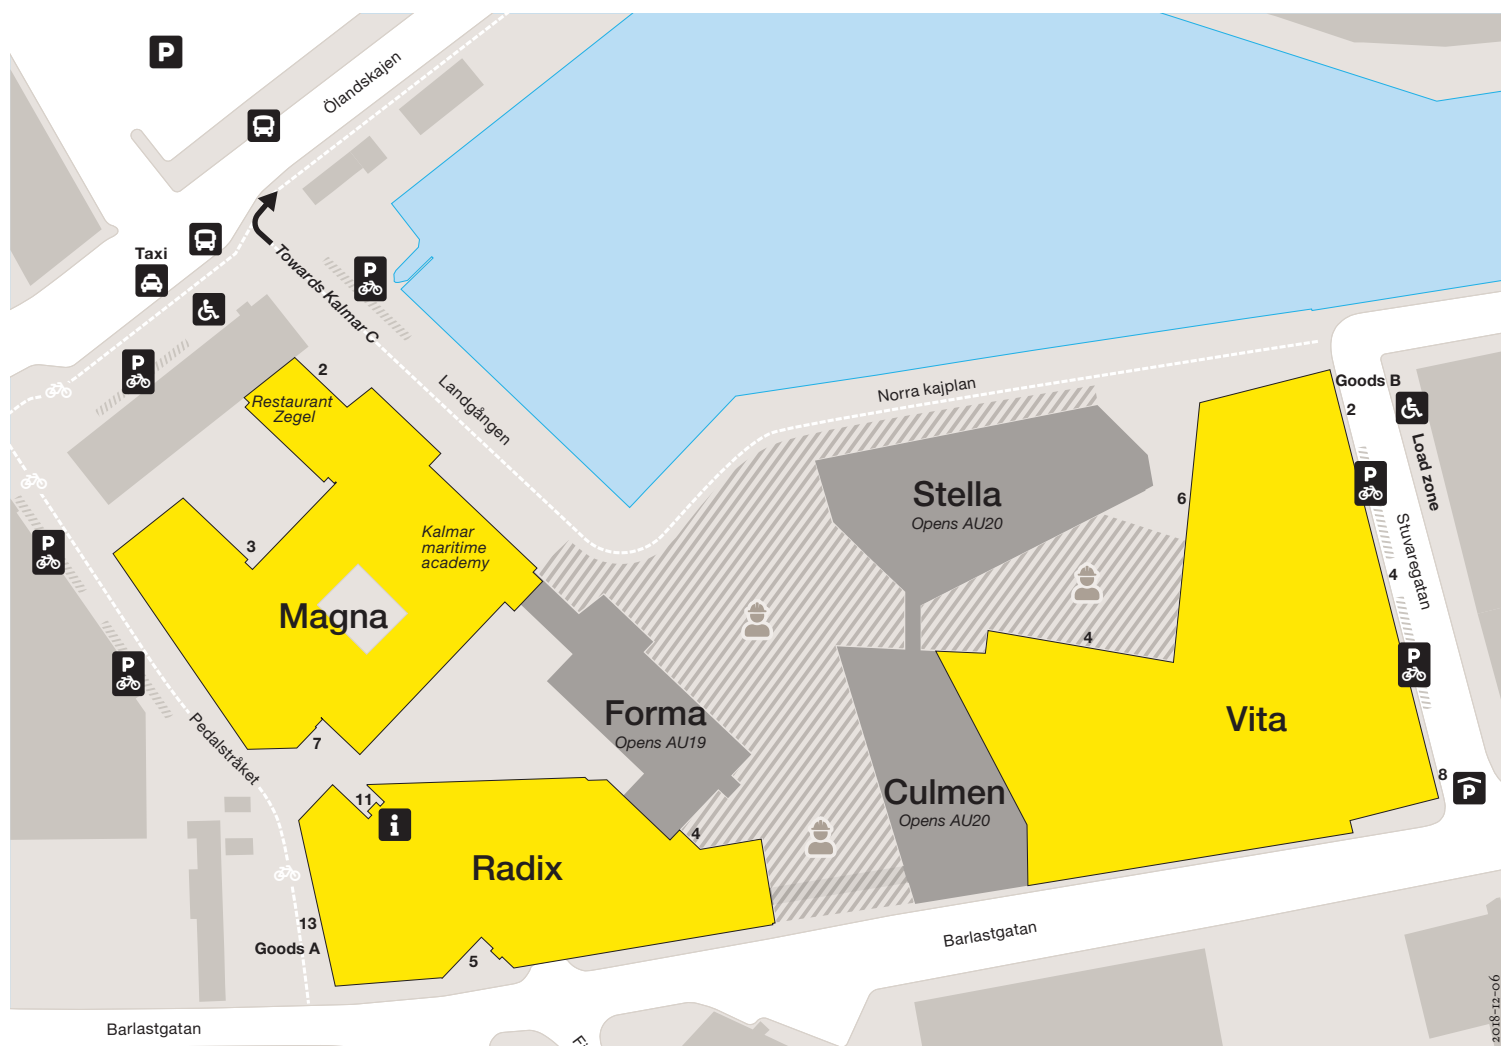 P
Ölandskajen
Taxi
Towards Kalmar C
P
P
2
Restaurant
Zegel
Landgången
Norra kajplan
Goods B
2
Load zone
Stella
Opens AU20
6
P
Stuvaregatan
3
Kalmar
maritime
academy
P
4
Magna
4
P
P
Forma
Opens AU19
Vita
Pedalstråket
7
8
P
11
i
Culmen
Opens AU20
4
Radix
13
Goods A
5
Barlastgatan
Barlastgatan
2018-12-06